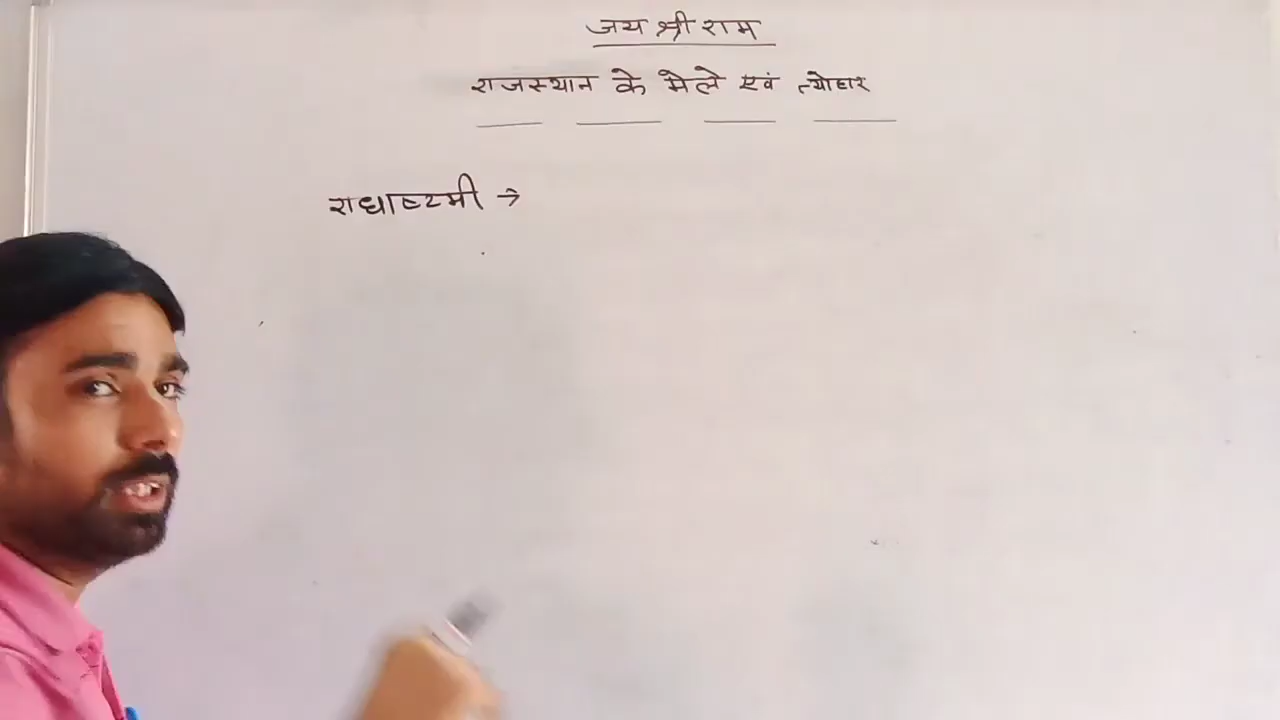 जय श्री राम
राजस्थान के मेले एवं त्योहार
राधाष्टमी →